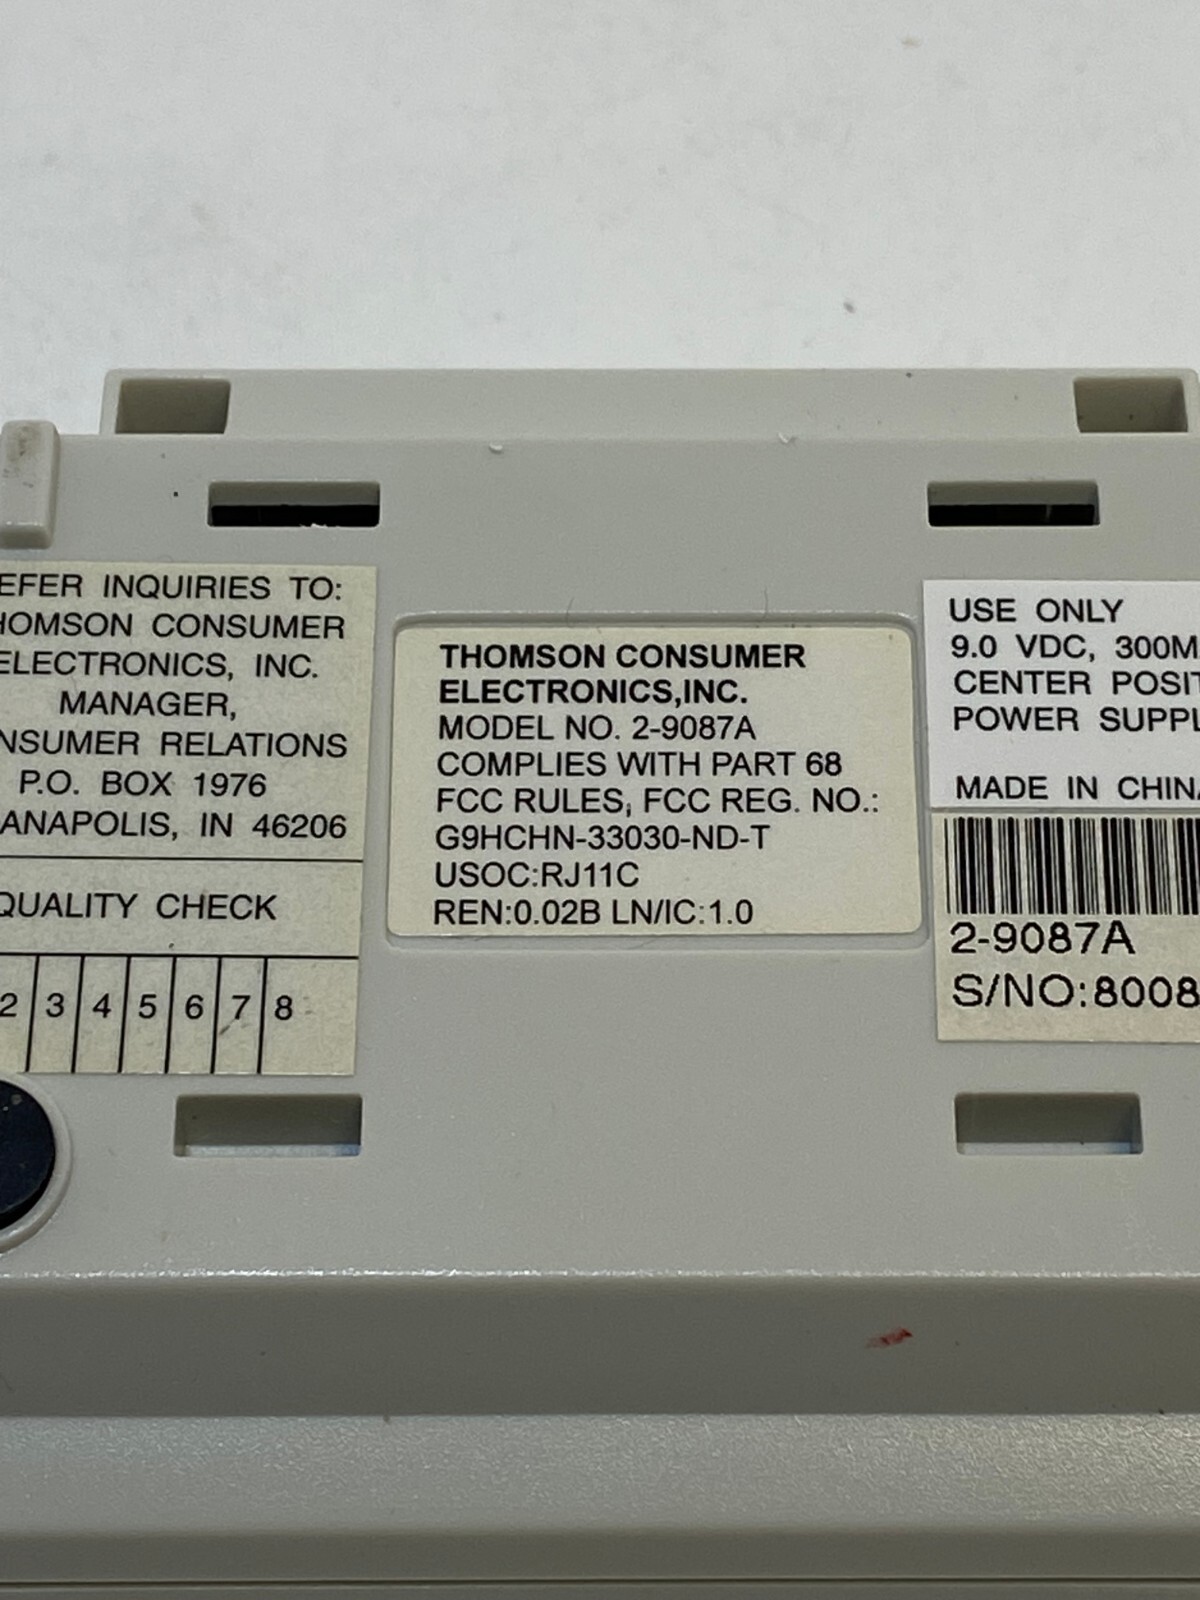 EFER INQUIRIES TO:
HOMSON CONSUMER
ELECTRONICS, INC.
MANAGER,
NSUMER RELATIONS
P.O. BOX 1976
ANAPOLIS, IN 46206
QUALITY CHECK
2 3 4 5 6 7 8
THOMSON CONSUMER
ELECTRONICS,INC.
MODEL NO. 2-9087A
COMPLIES WITH PART 68
FCC RULES, FCC REG. NO.:
G9HCHN-33030-ND-T
USOC:RJ11C
REN:0.02B LN/IC:1.0
USE ONLY
9.0 VDC, 300M
CENTER POSIT
POWER SUPPL
MADE IN CHINA
2-9087A
S/NO:8008